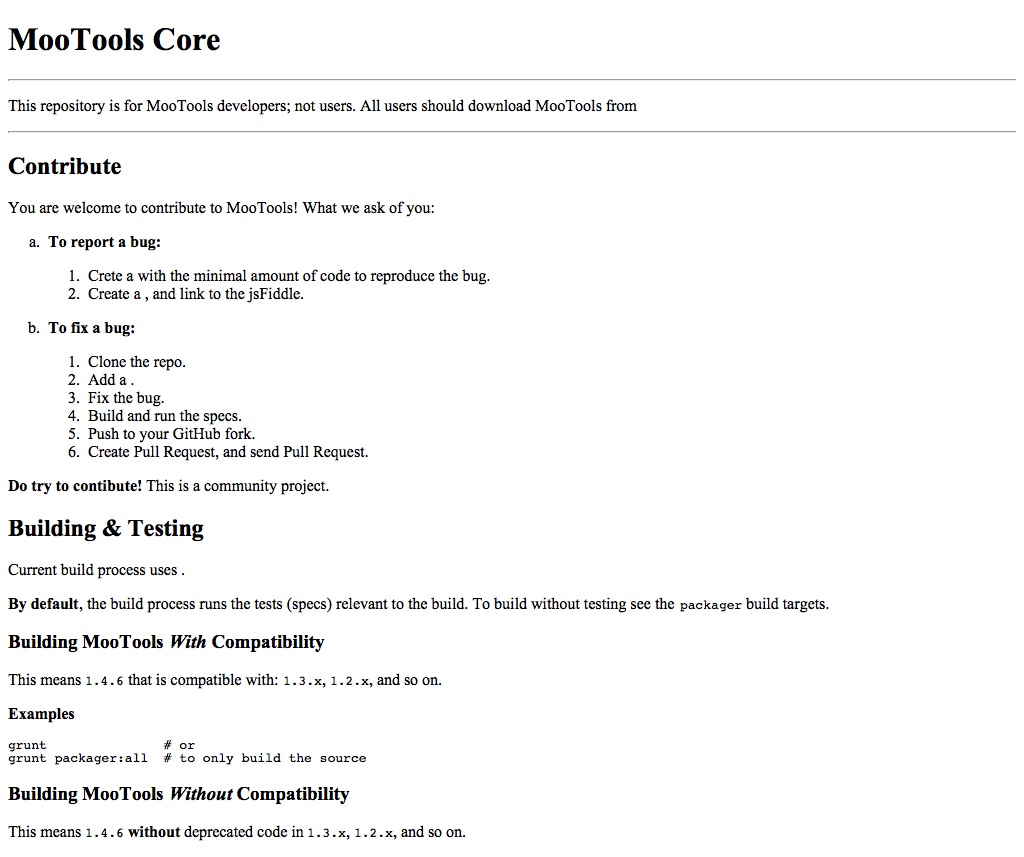 MooTools Core
This repository is for MooTools developers; not users. All users should download MooTools from
Contribute
You are welcome to contribute to MooTools! What we ask of you:
a. To report a bug:
1. Crete a with the minimal amount of code to reproduce the bug.
2. Create a , and link to the jsFiddle.
b. To fix a bug:
1. Clone the repo.
2. Add a .
3. Fix the bug.
4. Build and run the specs.
5. Push to your GitHub fork.
6. Create Pull Request, and send Pull Request.
Do try to contibute! This is a community project.
Building & Testing
Current build process uses .
By default, the build process runs the tests (specs) relevant to the build. To build without testing see the packager build targets.
Building MooTools With Compatibility
This means 1.4.6 that is compatible with: 1.3.x, 1.2.x, and so on.
Examples
grunt               # or
grunt packager:all  # to only build the source
Building MooTools Without Compatibility
This means 1.4.6 without deprecated code in 1.3.x, 1.2.x, and so on.